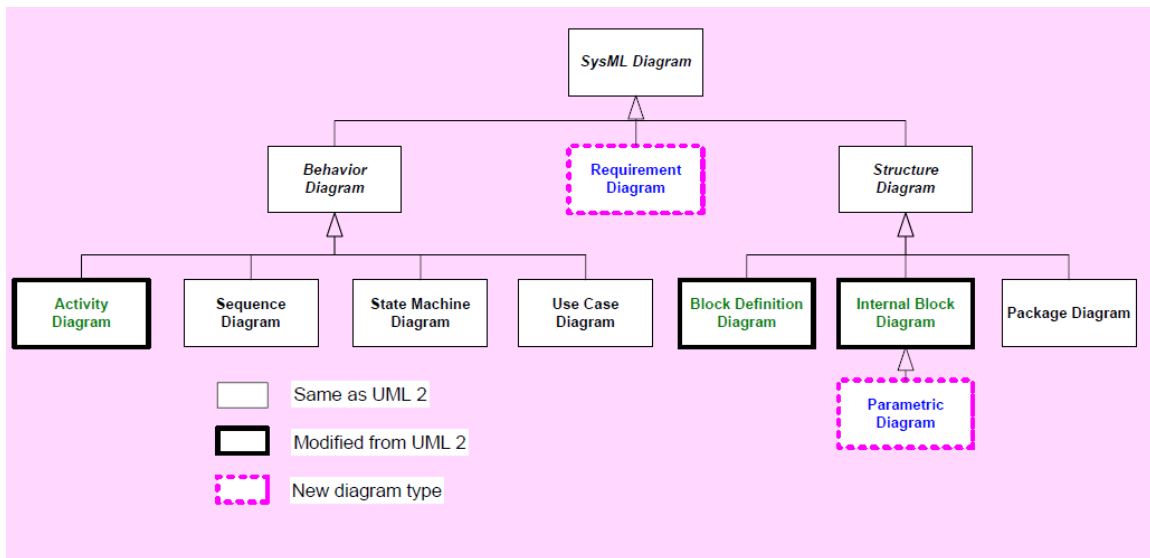 SysML Diagram
Behavior
Diagram
Requirement
Diagram
Structure
Diagram
Activity
Diagram
Sequence
Diagram
State Machine
Diagram
Use Case
Diagram
Block Definition
Diagram
Internal Block
Diagram
Package Diagram
Parametric
Diagram
Same as UML 2
Modified from UML 2
New diagram type